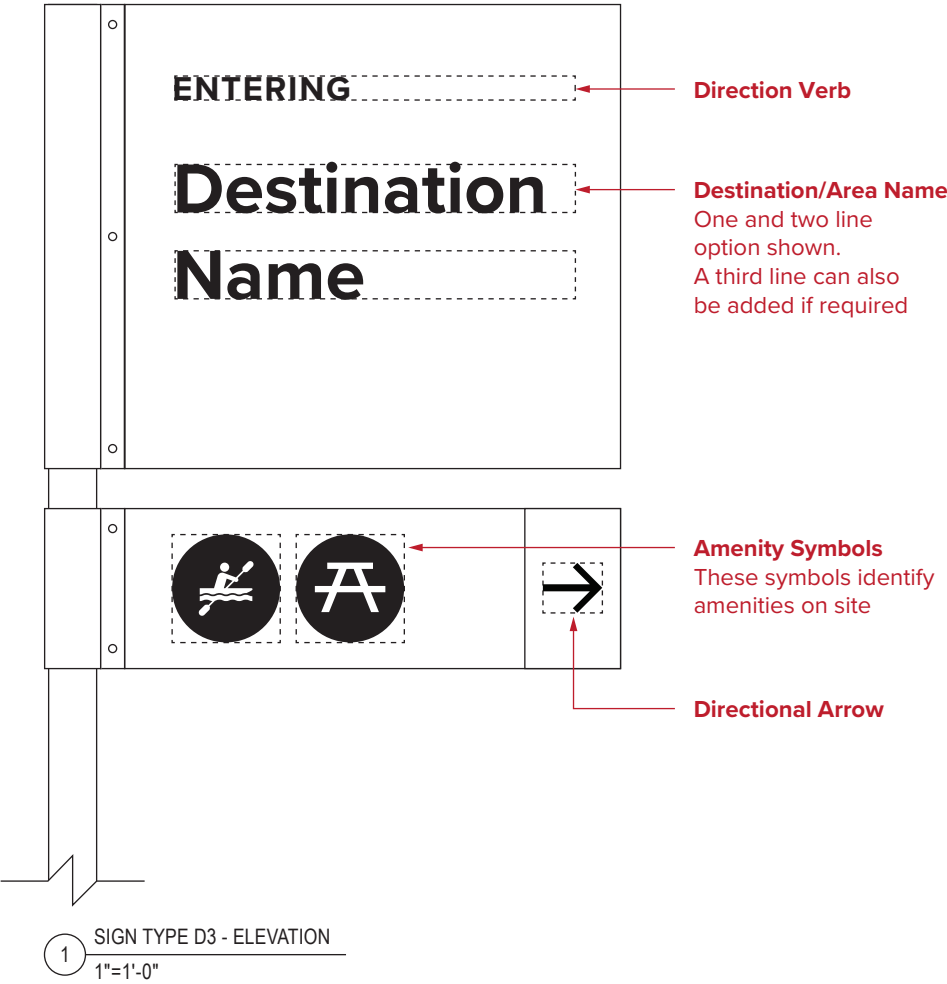 ENTERING
Direction Verb
Destination
Name
Destination/Area Name
One and two line
option shown.
A third line can also
be added if required
Amenity Symbols
These symbols identify
amenities on site
Directional Arrow
1
SIGN TYPE D3 - ELEVATION
1"=1'-0"